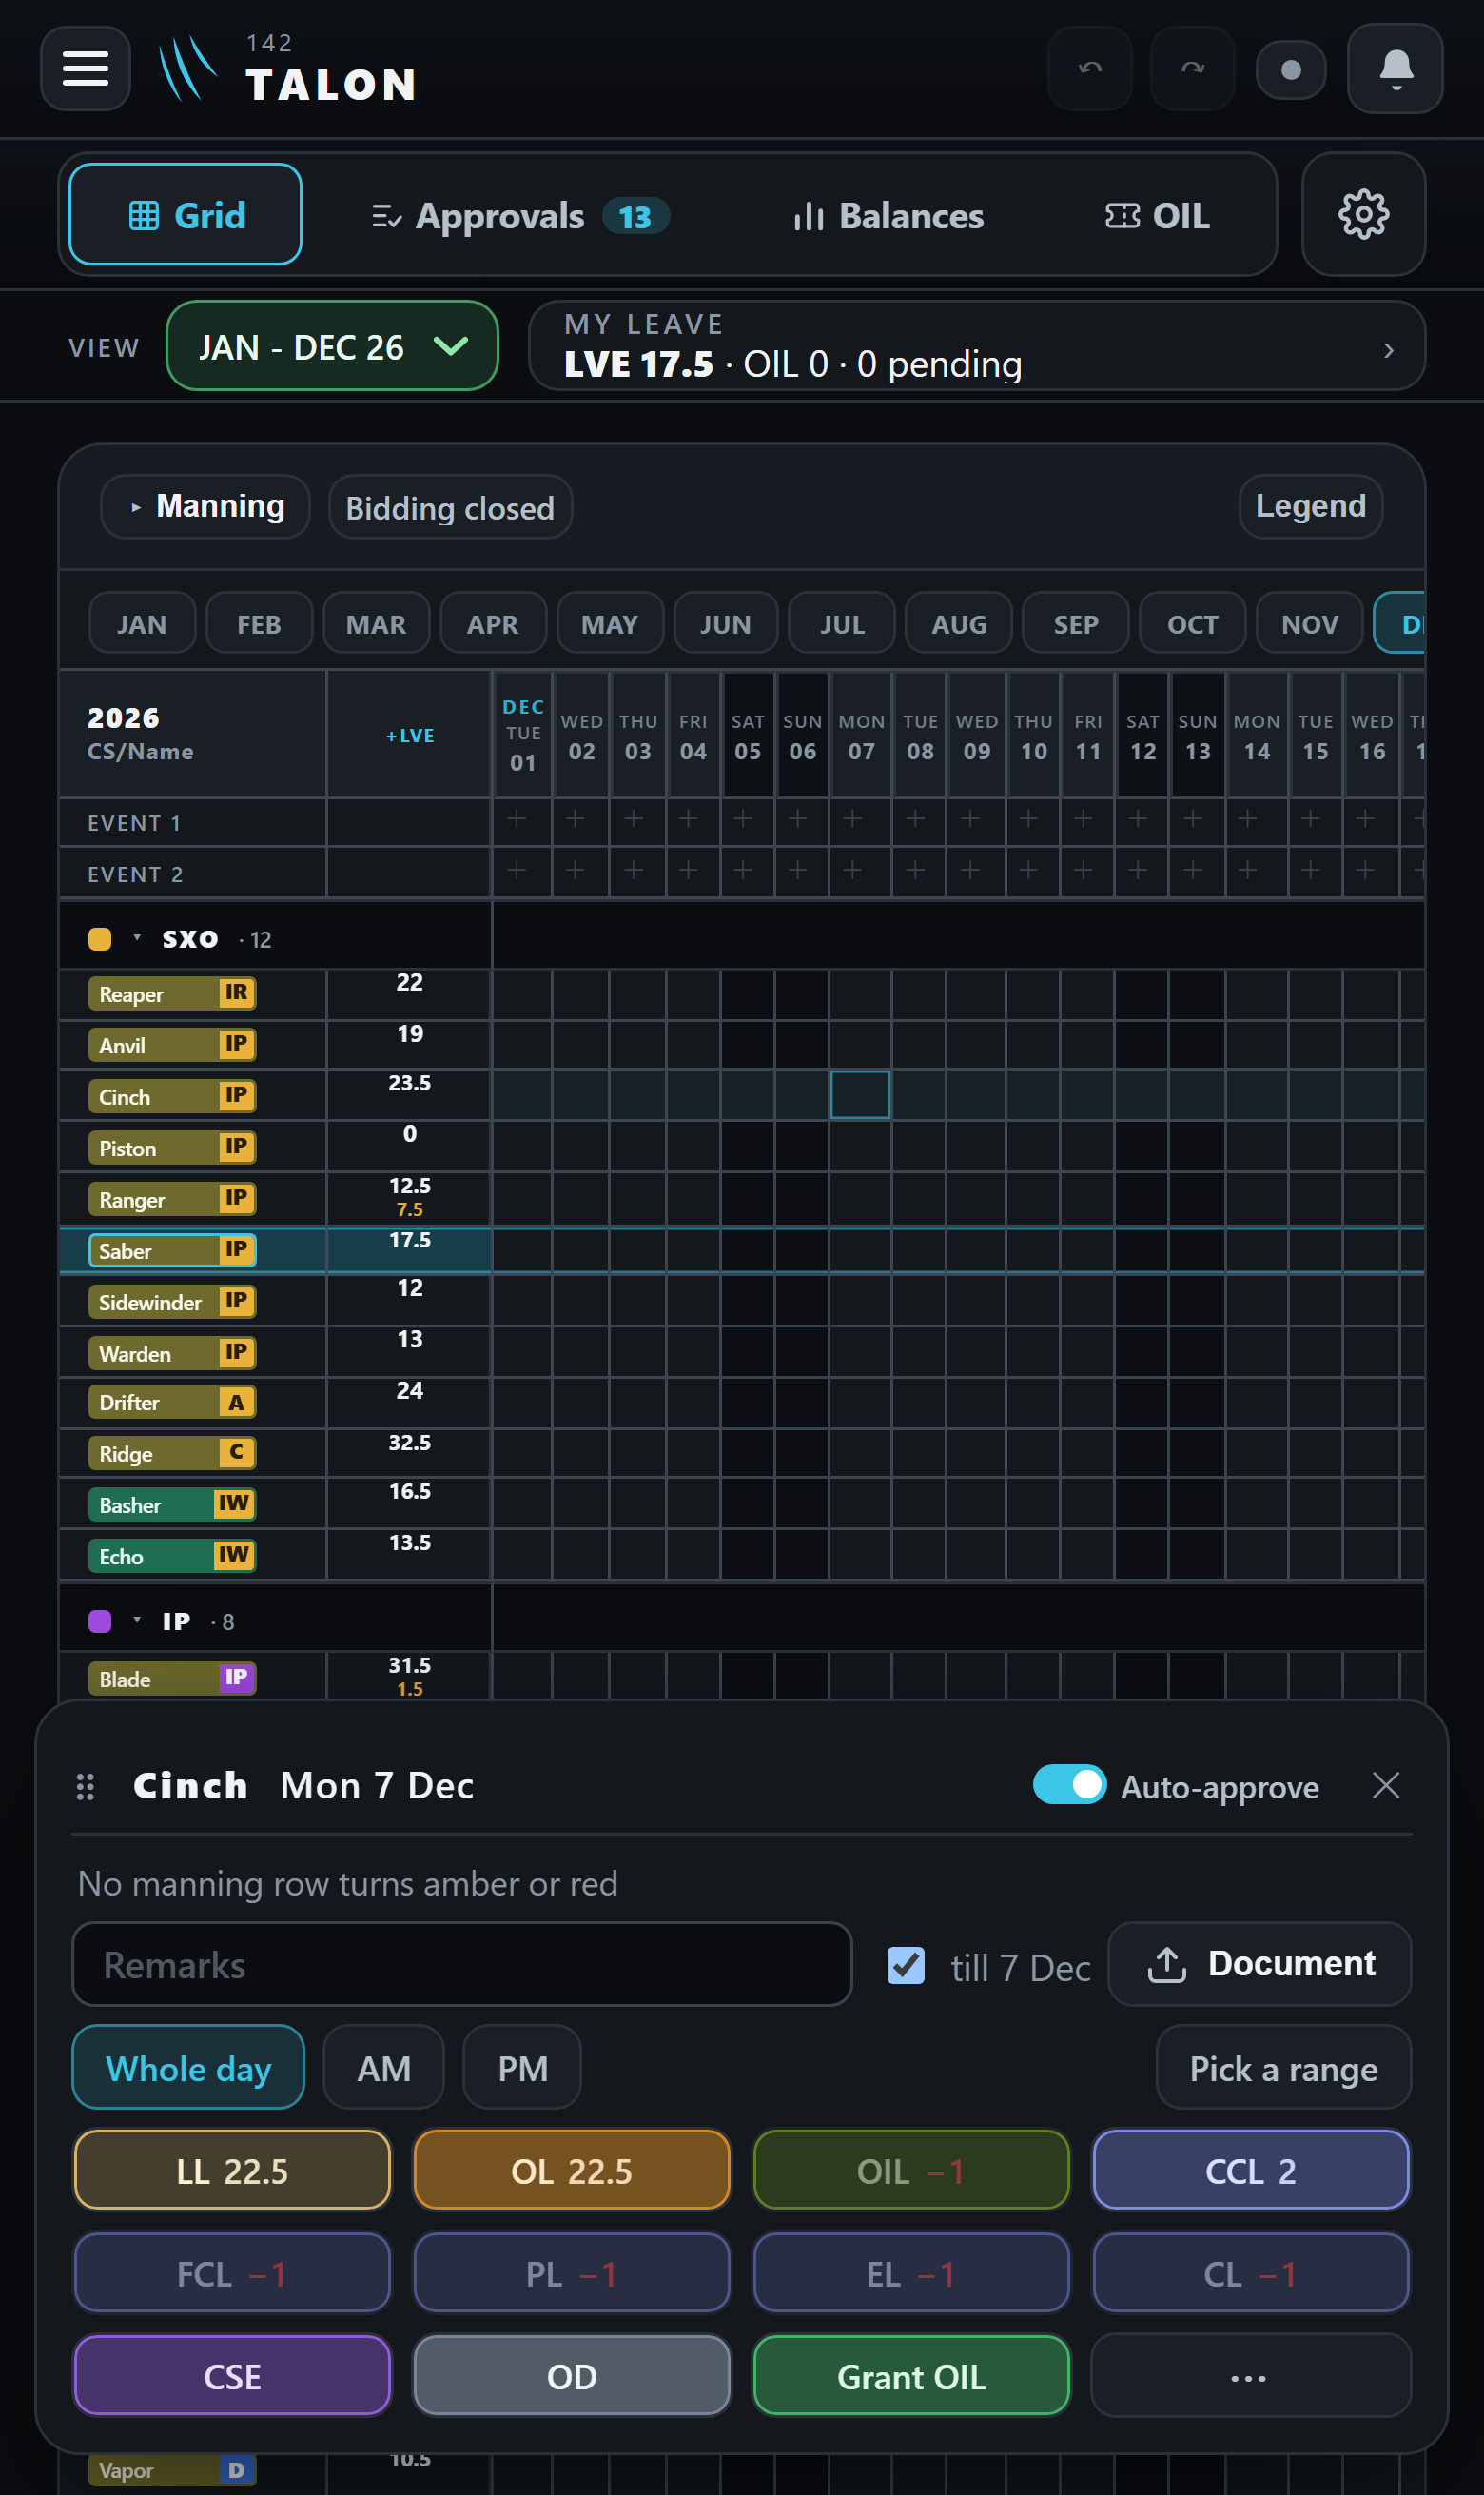 142
TALON
Grid
Approvals 13
Balances
OIL
VIEW
JAN - DEC 26
MY LEAVE
LVE 17.5 · OIL 0 · 0 pending
Manning
Bidding closed
Legend
JAN FEB MAR APR MAY JUN JUL AUG SEP OCT NOV
2026
CS/Name
+LVE
DEC
TUE WED THU FRI SAT SUN MON TUE WED THU FRI SAT SUN MON TUE WED
01 02 03 04 05 06 07 08 09 10 11 12 13 14 15 16
EVENT 1
EVENT 2
SXO · 12
Reaper IR 22
Anvil IP 19
Cinch IP 23.5
Piston IP 0
Ranger IP 12.5
7.5
Saber IP 17.5
Sidewinder IP 12
Warden IP 13
Drifter A 24
Ridge C 32.5
Basher IW 16.5
Echo IW 13.5
IP · 8
Blade IP 31.5
1.5
Cinch Mon 7 Dec
Auto-approve
No manning row turns amber or red
Remarks
till 7 Dec
Document
Whole day
AM
PM
Pick a range
LL 22.5
OL 22.5
OIL −1
CCL 2
FCL −1
PL −1
EL −1
CL −1
CSE
OD
Grant OIL
...
Vapor D 10.5